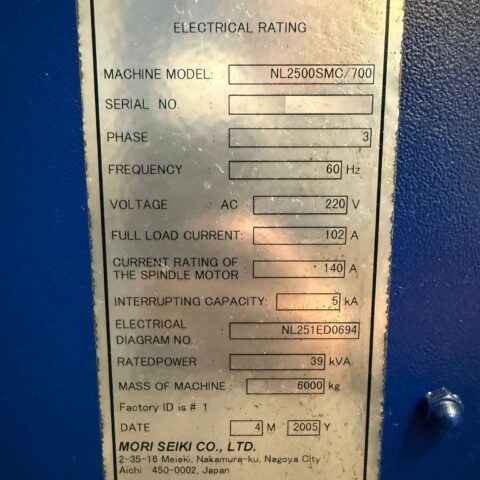 ELECTRICAL RATING
MACHINE MODEL: NL2500SMC/700
SERIAL NO. :
PHASE : 3
FREQUENCY : 60 Hz
VOLTAGE : AC 220 V
FULL LOAD CURRENT: 102 A
CURRENT RATING OF
THE SPINDLE MOTOR : 140 A
INTERRUPTING CAPACITY: 5 kA
ELECTRICAL
DIAGRAM NO. : NL251ED0694
RATEDPOWER : 39 kVA
MASS OF MACHINE : 6000 kg
Factory ID is # 1
DATE 4 M 2005 Y
MORI SEIKI CO., LTD.
2-35-16 Meieki, Nakamura-ku, Nagoya City
Aichi 450-0002, Japan